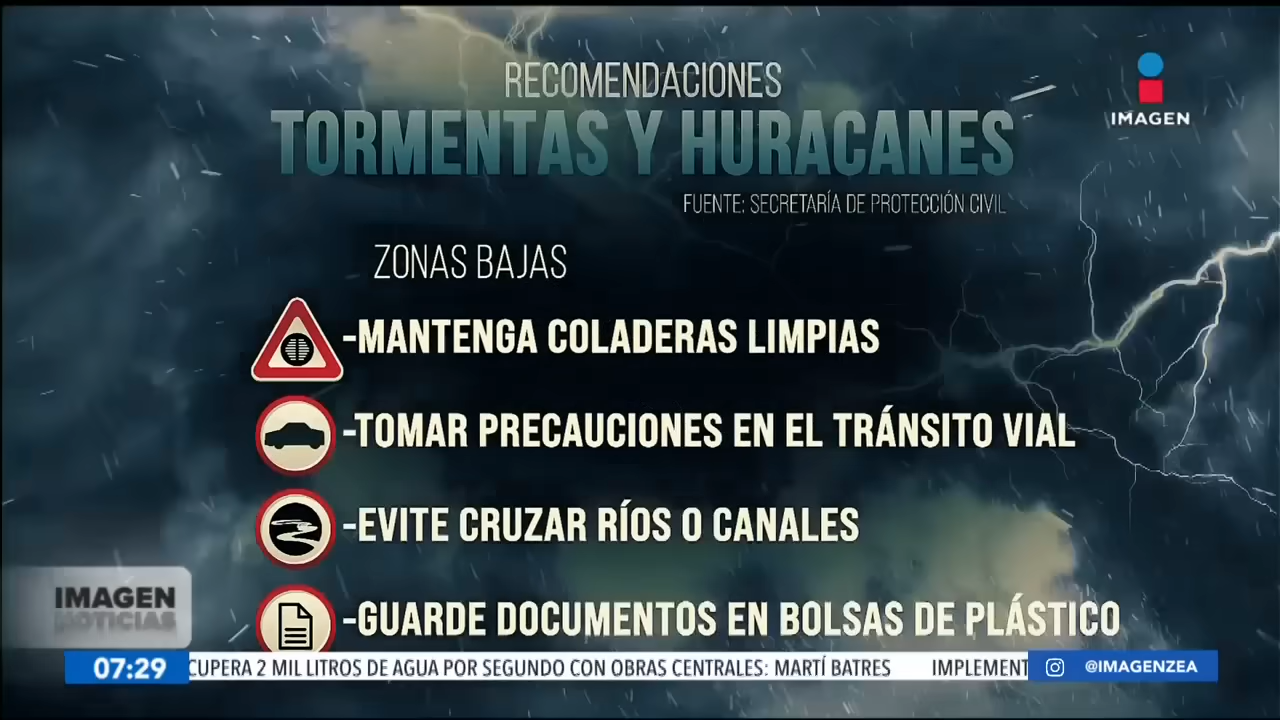 RECOMENDACIONES
TORMENTAS Y HURACANES
FUENTE: SECRETARÍA DE PROTECCIÓN CIVIL
IMAGEN
ZONAS BAJAS
-MANTENGA COLADERAS LIMPIAS
-TOMAR PRECAUCIONES EN EL TRÁNSITO VIAL
-EVITE CRUZAR RÍOS O CANALES
-GUARDE DOCUMENTOS EN BOLSAS DE PLÁSTICO
IMAGEN
NOTICIAS
07:29 CUPERA 2 MIL LITROS DE AGUA POR SEGUNDO CON OBRAS CENTRALES: MARTÍ BATRES IMPLEMENT @IMAGENZEA